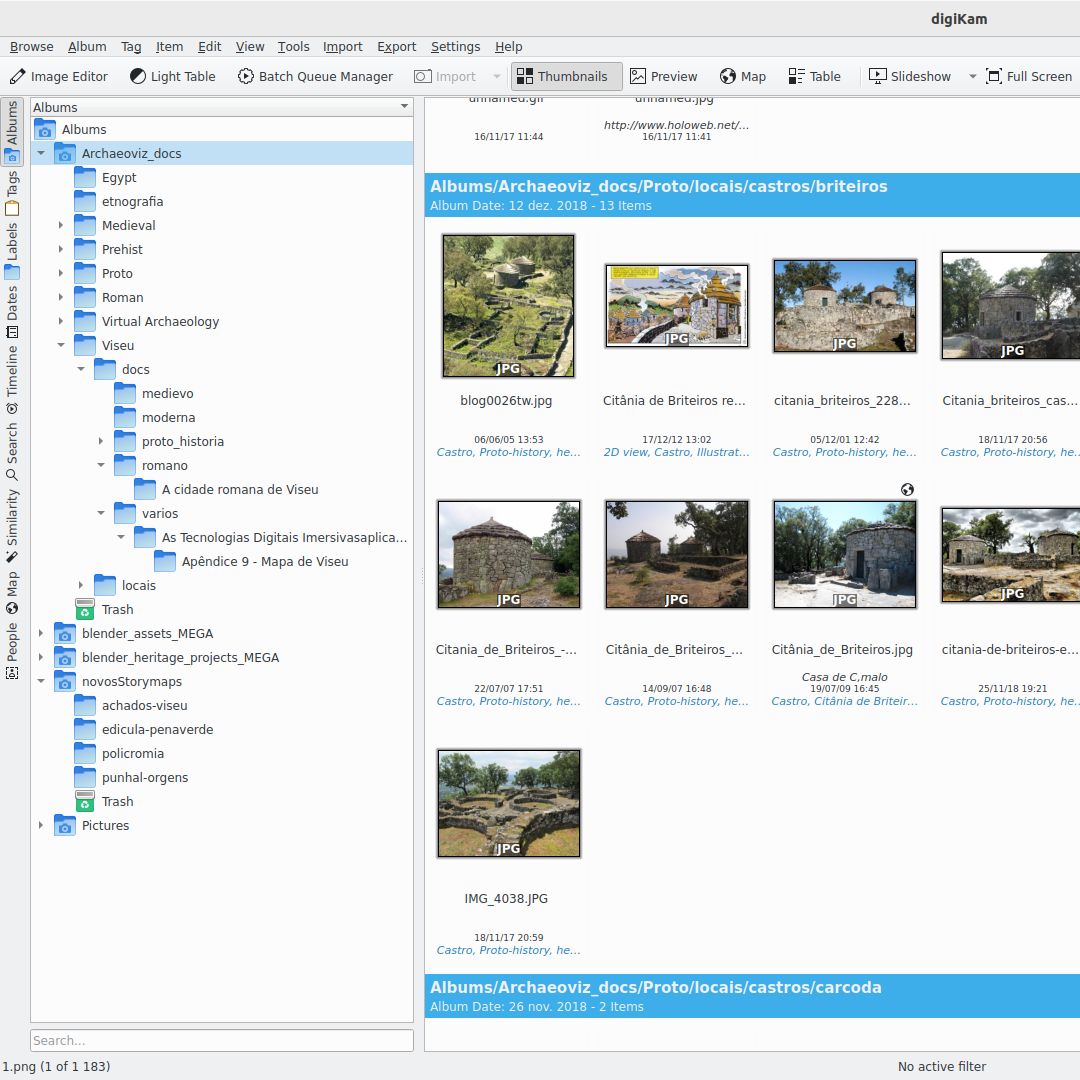 digiKam
Browse Album Tag Item Edit View Tools Import Export Settings Help
Image Editor Light Table Batch Queue Manager Import Thumbnails Preview Map Table Slideshow Full Screen
Albums
Tags
Labels
Dates
Timeline
Search
Similarity
Map
People
Albums
Albums
Archaeoviz_docs
Egypt
etnografia
Medieval
Prehist
Proto
Roman
Virtual Archaeology
Viseu
docs
medievo
moderna
proto_historia
romano
A cidade romana de Viseu
varios
As Tecnologias Digitais Imersivasaplica...
Apêndice 9 - Mapa de Viseu
locais
Trash
blender_assets_MEGA
blender_heritage_projects_MEGA
novosStorymaps
achados-viseu
edicula-penaverde
policromia
punhal-orgens
Trash
Pictures
Search...
unnamed.gif unnamed.jpg
http://www.holoweb.net/...
16/11/17 11:44 16/11/17 11:41
Albums/Archaeoviz_docs/Proto/locais/castros/briteiros
Album Date: 12 dez. 2018 - 13 Items
JPG JPG JPG JPG
blog0026tw.jpg Citânia de Briteiros re... citania_briteiros_228... Citania_briteiros_cas...
06/06/05 13:53 17/12/12 13:02 05/12/01 12:42 18/11/17 20:56
Castro, Proto-history, he... 2D view, Castro, Illustrat... Castro, Proto-history, he... Castro, Proto-history, he
JPG JPG JPG JPG
Citania_de_Briteiros_-... Citânia_de_Briteiros_... Citânia_de_Briteiros.jpg citania-de-briteiros-e...
Casa de C,malo
22/07/07 17:51 14/09/07 16:48 19/07/09 16:45 25/11/18 19:21
Castro, Proto-history, he... Castro, Proto-history, he... Castro, Citânia de Briteir... Castro, Proto-history, he
JPG
IMG_4038.JPG
18/11/17 20:59
Castro, Proto-history, he...
Albums/Archaeoviz_docs/Proto/locais/castros/carcoda
Album Date: 26 nov. 2018 - 2 Items
1.png (1 of 1 183) No active filter